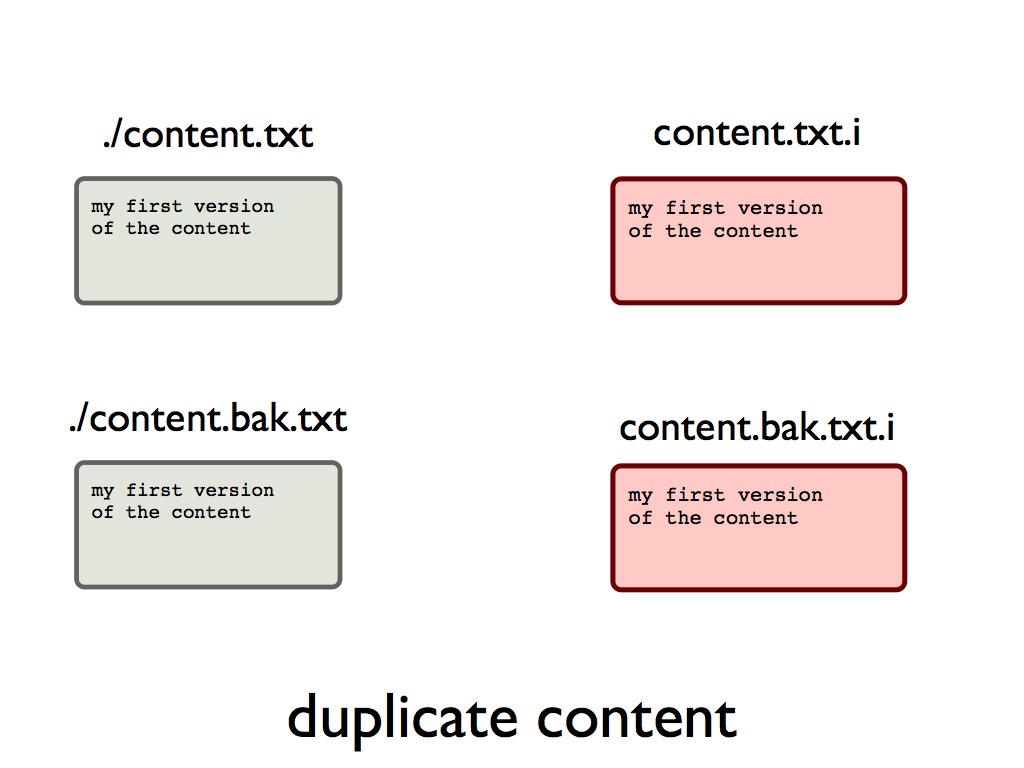 ./content.txt
content.txt.i
my first version
of the content
my first version
of the content
./content.bak.txt
content.bak.txt.i
my first version
of the content
my first version
of the content
duplicate content